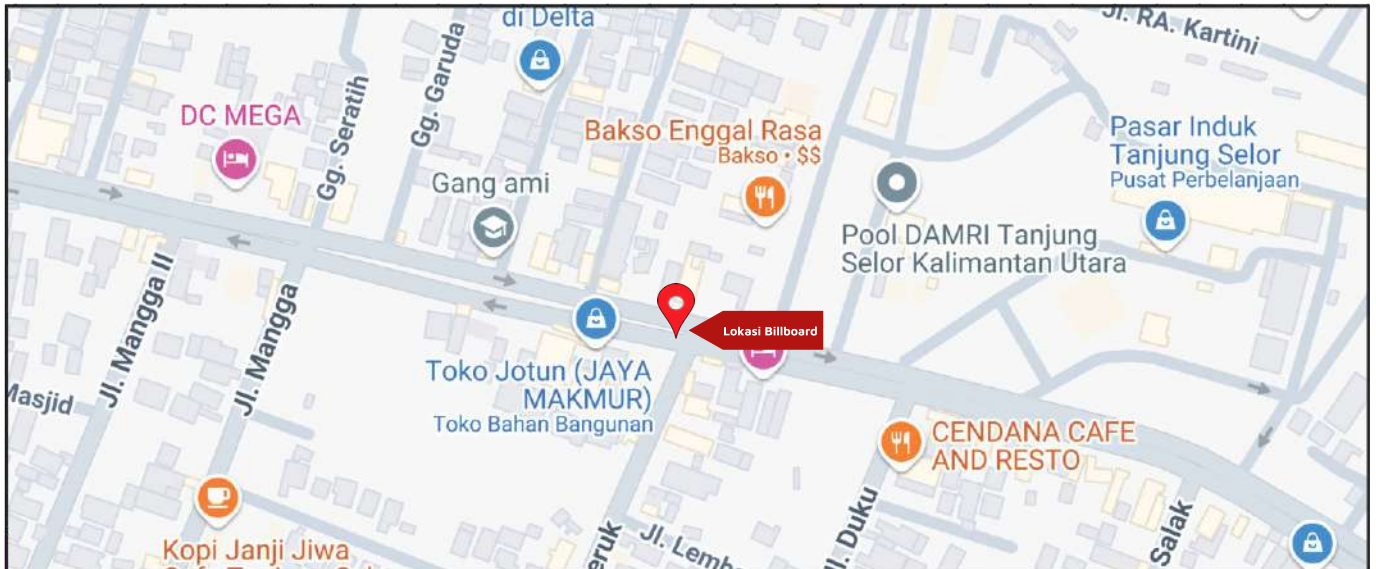 di Delta
Jl. RA. Kartini
DC MEGA
Gg. Seratih
Gg. Garuda
Bakso Enggal Rasa
Bakso • $$
Pasar Induk
Tanjung Selor
Pusat Perbelanjaan
Gang ami
Pool DAMRI Tanjung
Selor Kalimantan Utara
Jl. Mangga II
Jl. Mangga
Lokasi Billboard
Toko Jotun (JAYA
MAKMUR)
Toko Bahan Bangunan
Masjid
CENDANA CAFE
AND RESTO
Kopi Janji Jiwa
eruk
Jl. Lemb
Jl. Duku
Salak